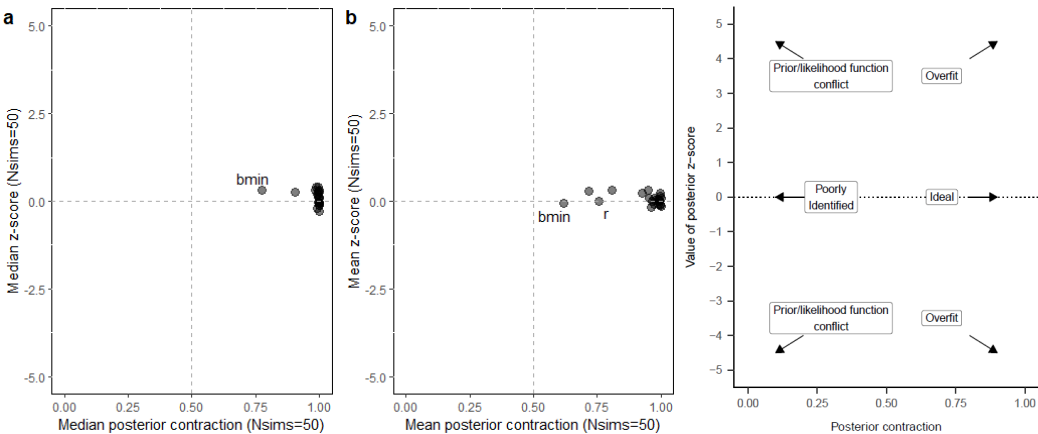 a
5.0
2.5
0.0
-2.5
-5.0
Median z-score (Nsims=50)
bmin
0.00
0.25
0.50
0.75
1.00
Median posterior contraction (Nsims=50)
b
5.0
2.5
0.0
-2.5
-5.0
Mean z-score (Nsims=50)
bmin
r
0.00
0.25
0.50
0.75
1.00
Mean posterior contraction (Nsims=50)
5
4
3
2
1
0
−1
−2
−3
−4
−5
Value of posterior z-score
Prior/likelihood function
conflict
Overfit
Poorly
Identified
Ideal
Prior/likelihood function
conflict
Overfit
0.00
0.25
0.50
0.75
1.00
Posterior contraction